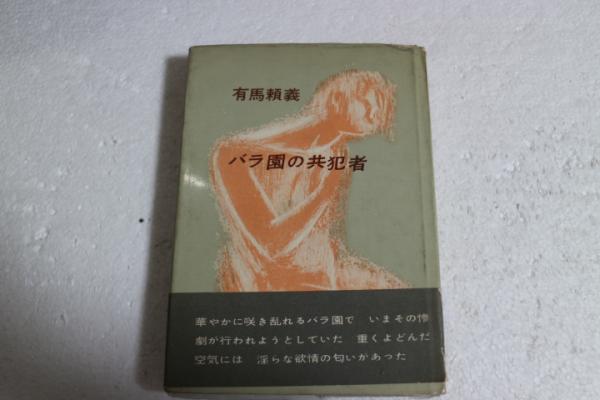 有馬頼義
バラ園の共犯者
華やかに咲き乱れるバラ園で　いまその惨
劇が行われようとしていた　重くよどんだ
空気には　淫らな欲情の匂いがあった